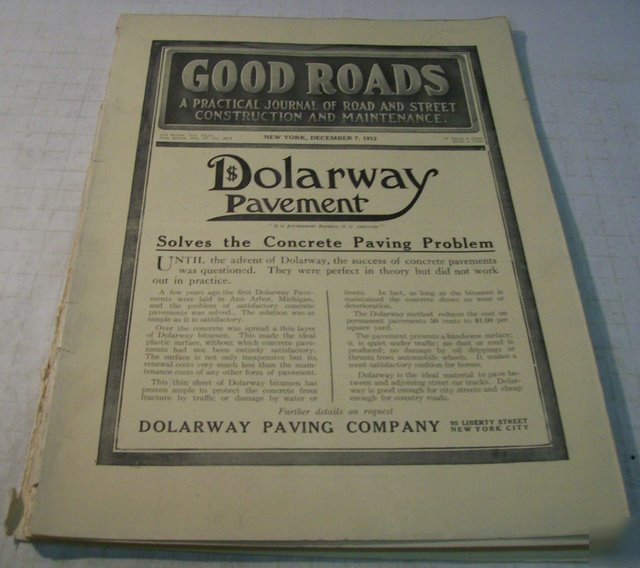 GOOD ROADS
A PRACTICAL JOURNAL OF ROAD AND STREET
CONSTRUCTION AND MAINTENANCE.
NEW YORK, DECEMBER 7, 1912
$
Dolarway
Pavement
"It is permanent because it is concrete"
Solves the Concrete Paving Problem
UNTIL the advent of Dolarway, the success of concrete pavements
was questioned. They were perfect in theory but did not work
out in practice.
A few years ago the first Dolarway Pave-
ments were laid in Ann Arbor, Michigan,
and the problem of satisfactory concrete
pavements was solved. The solution was as
simple as it is satisfactory.
Over the concrete was spread a thin layer
of Dolarway bitumen. This made the ideal
plastic surface, without which concrete pave-
ments had not been entirely satisfactory.
The surface is not only inexpensive but its
renewal costs very much less than the main-
tenance costs of any other form of pavement.
This thin sheet of Dolarway bitumen has
proven ample to protect the concrete from
fracture by traffic or damage by water or
frosts. In fact, so long as the bitumen is
maintained the concrete shows no wear or
deterioration.
The Dolarway method reduces the cost on
permanent pavements 50 cents to $1.00 per
square yard.
The pavement presents a handsome surface;
it is quiet under traffic; no dust or mud is
produced; no damage by oil drippings or
thrusts from automobile wheels. It makes a
most satisfactory cushion for horses.
Dolarway is the ideal material to pave be-
tween and adjoining street car tracks. Dolar-
way is good enough for city streets and cheap
enough for country roads.
Further details on request
DOLARWAY PAVING COMPANY
95 LIBERTY STREET
NEW YORK CITY